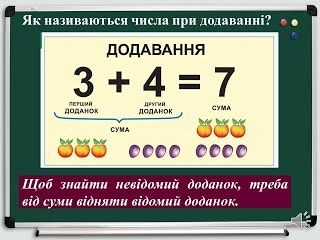 Як називаються числа при додаванні?
ДОДАВАННЯ
3 + 4 = 7
ПЕРШИЙ ДРУГИЙ СУМА
ДОДАНОК ДОДАНОК
СУМА
Щоб знайти невідомий доданок, треба
від суми відняти відомий доданок.